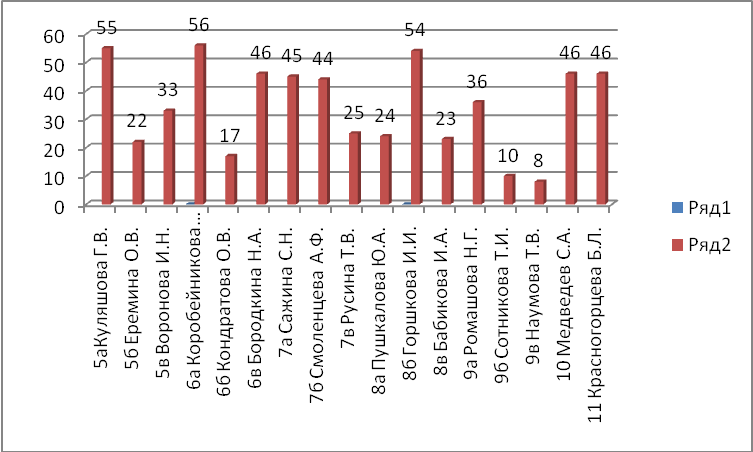 55
22
33
56
17
46
45
44
25
24
54
23
36
10
8
46
46
60
50
40
30
20
10
0
5а Куляшова Г.В.
5б Еремина О.В.
5в Воронова И.Н.
6а Коробейникова...
6б Кондратова О.В.
6в Бородкина Н.А.
7а Сажина С.Н.
7б Смоленцева А.Ф.
7в Русина Т.В.
8а Пушкалова Ю.А.
8б Горшкова И.И.
8в Бабикова И.А.
9а Ромашова Н.Г.
9б Сотникова Т.И.
9в Наумова Т.В.
10 Медведев С.А.
11 Красногорцева Б.Л.
Ряд1
Ряд2